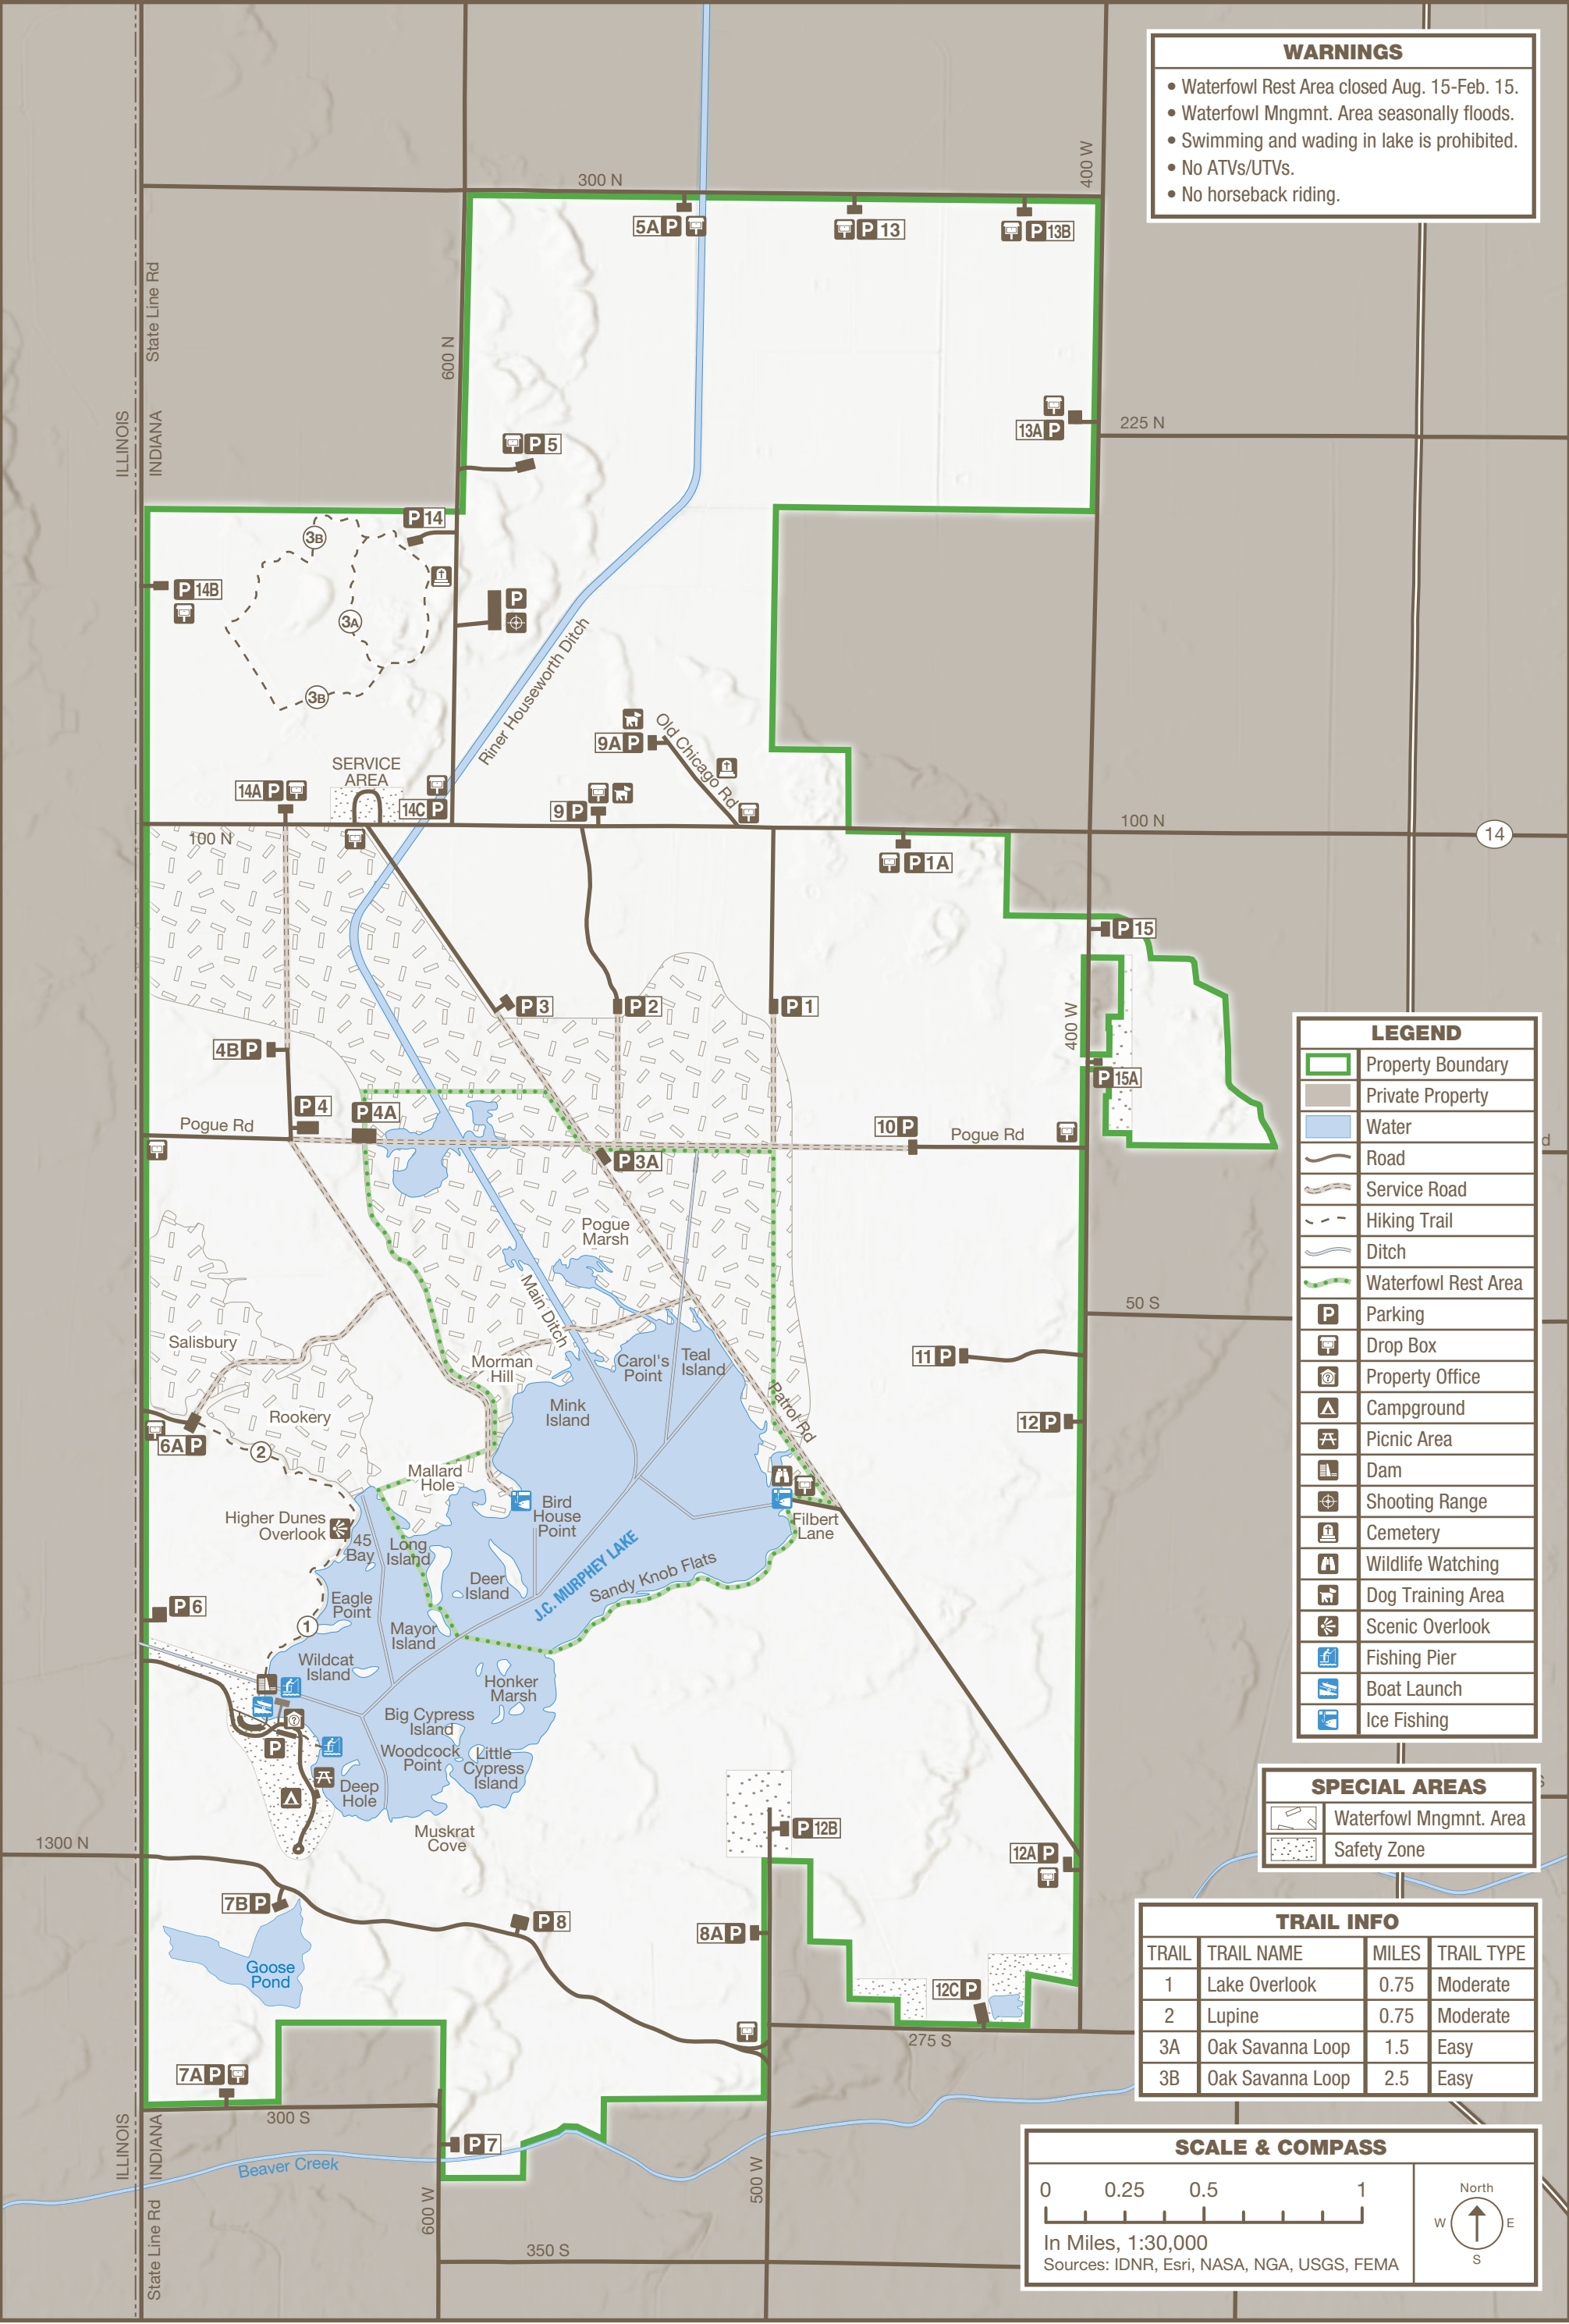 WARNINGS
• Waterfowl Rest Area closed Aug. 15-Feb. 15.
• Waterfowl Mngmnt. Area seasonally floods.
• Swimming and wading in lake is prohibited.
• No ATVs/UTVs.
• No horseback riding.
300 N
400 W
5A P
P 13
P 13B
State Line Rd
600 N
ILLINOIS
INDIANA
225 N
13A P
P 5
P 14
3B
P 14B
3A
P
3B
Riner Houseworth Ditch
Old Chicago Rd
9A P
SERVICE
AREA
14A P
14C P
9 P
100 N
100 N
14
P 1A
P 15
P 3
P 2
P 1
400 W
4B P
P 15A
P 4
P 4A
Pogue Rd
10 P
Pogue Rd
d
P 3A
Pogue
Marsh
Main Ditch
50 S
Salisbury
Morman
Hill
Carol's
Point
Teal
Island
11 P
Mink
Island
Patrol Rd
Rookery
12 P
6A P
2
Mallard
Hole
Higher Dunes
Overlook
Bird
House
Point
Filbert
Lane
45
Bay
Long
Island
Deer
Island
J.C. MURPHEY LAKE
Sandy Knob Flats
Eagle
Point
P 6
1
Mayor
Island
Wildcat
Island
Honker
Marsh
Big Cypress
Island
P
Woodcock
Point
Little
Cypress
Island
Deep
Hole
Muskrat
Cove
P 12B
1300 N
12A P
7B P
P 8
8A P
Goose
Pond
12C P
275 S
7A P
300 S
P 7
ILLINOIS
INDIANA
Beaver Creek
State Line Rd
600 W
500 W
350 S
LEGEND
Property Boundary
Private Property
Water
Road
Service Road
Hiking Trail
Ditch
Waterfowl Rest Area
P Parking
Drop Box
Property Office
Campground
Picnic Area
Dam
Shooting Range
Cemetery
Wildlife Watching
Dog Training Area
Scenic Overlook
Fishing Pier
Boat Launch
Ice Fishing
S
SPECIAL AREAS
Waterfowl Mngmnt. Area
Safety Zone
TRAIL INFO
TRAIL TRAIL NAME MILES TRAIL TYPE
1 Lake Overlook 0.75 Moderate
2 Lupine 0.75 Moderate
3A Oak Savanna Loop 1.5 Easy
3B Oak Savanna Loop 2.5 Easy
SCALE & COMPASS
0 0.25 0.5 1
In Miles, 1:30,000
Sources: IDNR, Esri, NASA, NGA, USGS, FEMA
North
W E
S